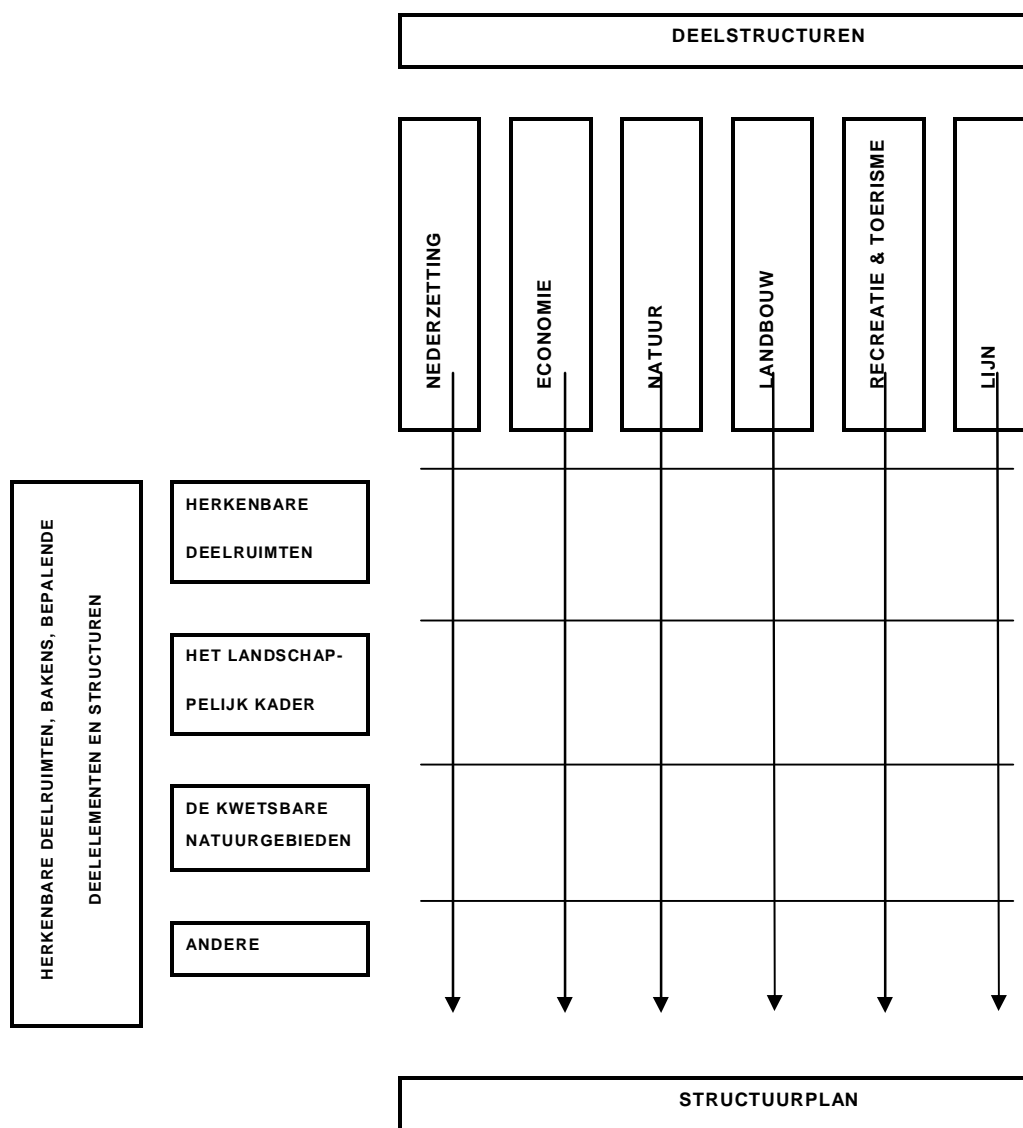 DEELSTRUCTUREN
NEDERZETTING
ECONOMIE
NATUUR
LANDBOUW
RECREATIE & TOERISME
LIJN
HERKENBARE DEELRUIMTEN, BAKENS, BEPALENDE
DEELELEMENTEN EN STRUCTUREN
HERKENBARE
DEELRUIMTEN
HET LANDSCHAP-
PELIJK KADER
DE KWETSBARE
NATUURGEBIEDEN
ANDERE
STRUCTUURPLAN